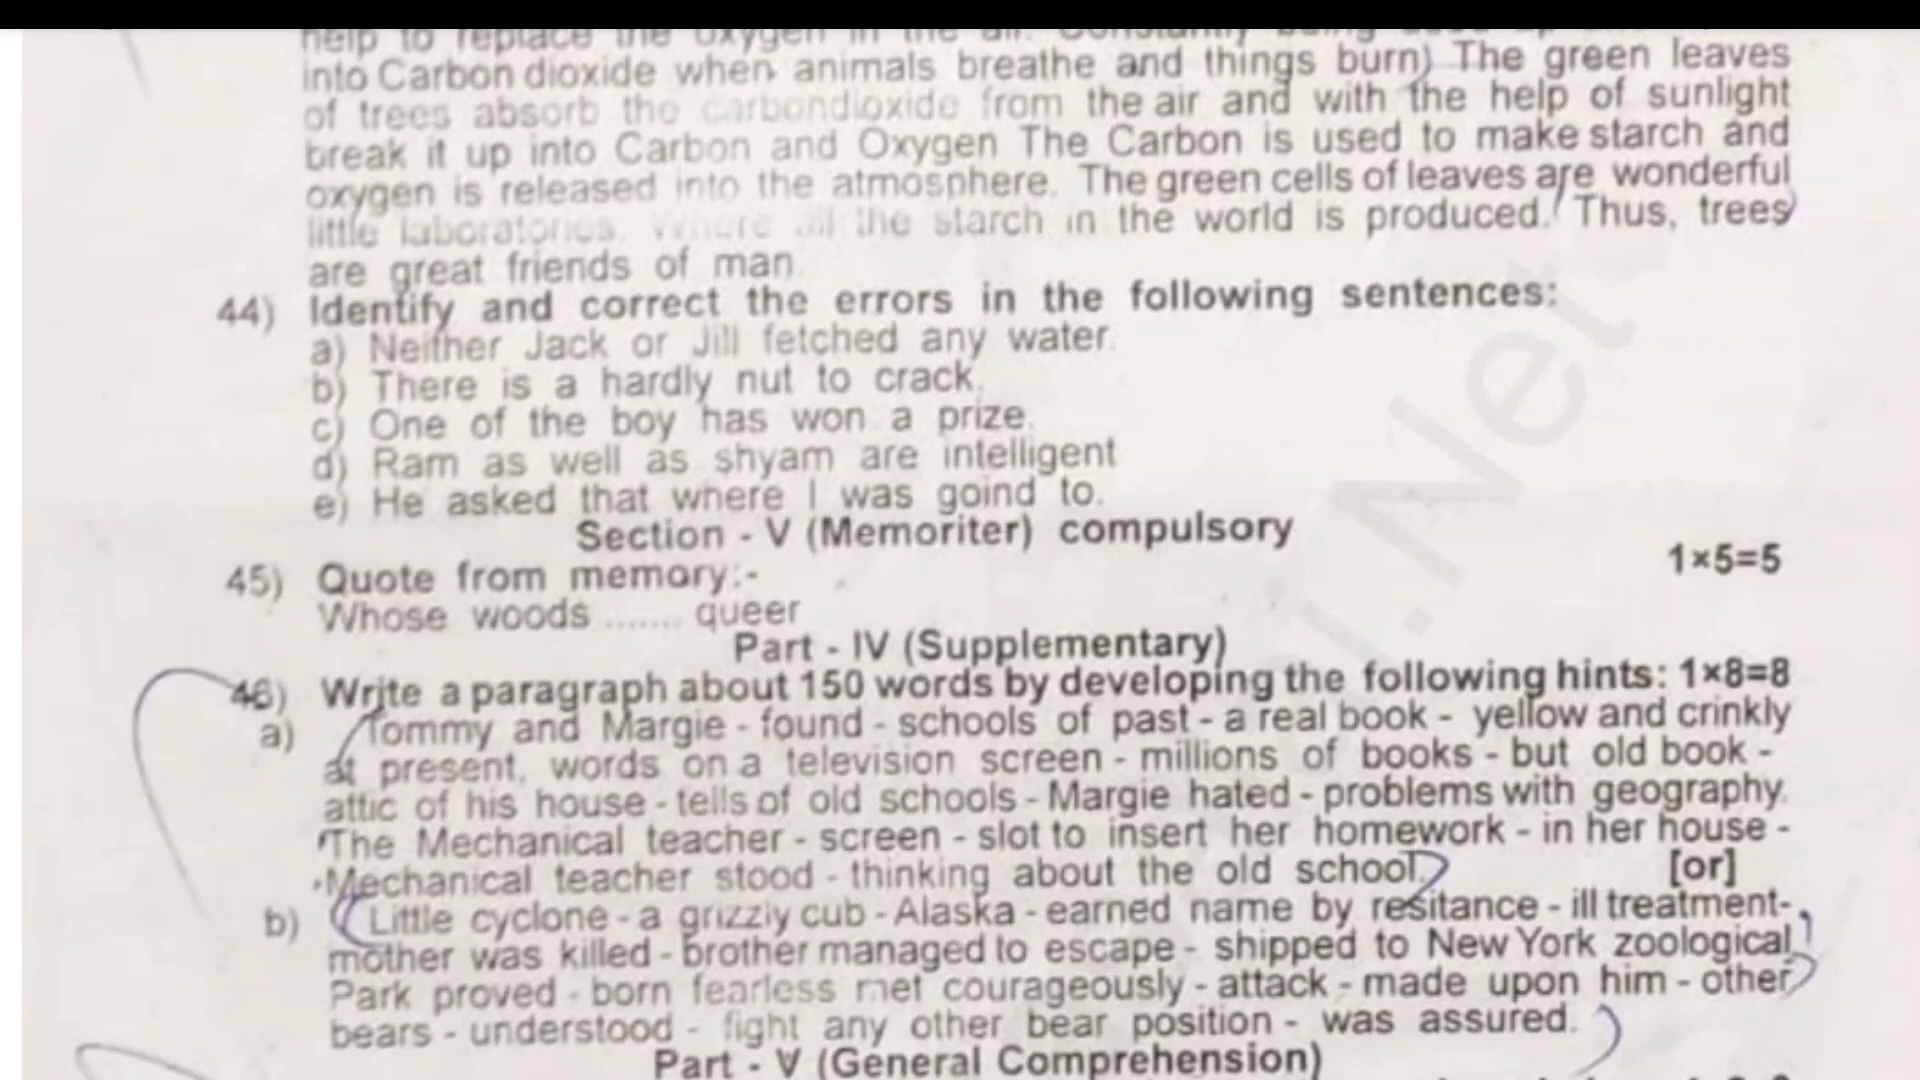 help to replace the oxygen in the air. Constantly being
into Carbon dioxide when animals breathe and things burn) The green leaves
of trees absorb the carbondioxide from the air and with the help of sunlight
break it up into Carbon and Oxygen The Carbon is used to make starch and
oxygen is released into the atmosphere. The green cells of leaves are wonderful
little laboratories. Where all the starch in the world is produced. Thus, trees
are great friends of man.
44) Identify and correct the errors in the following sentences:
a) Neither Jack or Jill fetched any water.
b) There is a hardly nut to crack.
c) One of the boy has won a prize.
d) Ram as well as shyam are intelligent
e) He asked that where I was goind to.
Section - V (Memoriter) compulsory
1×5=5
45) Quote from memory:-
Whose woods ....... queer
Part - IV (Supplementary)
46) Write a paragraph about 150 words by developing the following hints: 1×8=8
a) Tommy and Margie - found - schools of past - a real book - yellow and crinkly
at present, words on a television screen - millions of books - but old book -
attic of his house - tells of old schools - Margie hated - problems with geography.
The Mechanical teacher - screen - slot to insert her homework - in her house -
Mechanical teacher stood - thinking about the old school. [or]
b) Little cyclone - a grizzly cub - Alaska - earned name by resitance - ill treatment-
mother was killed - brother managed to escape - shipped to New York zoological
Park proved - born fearless met courageously - attack - made upon him - other
bears - understood - fight any other bear position - was assured.
Part - V (General Comprehension)